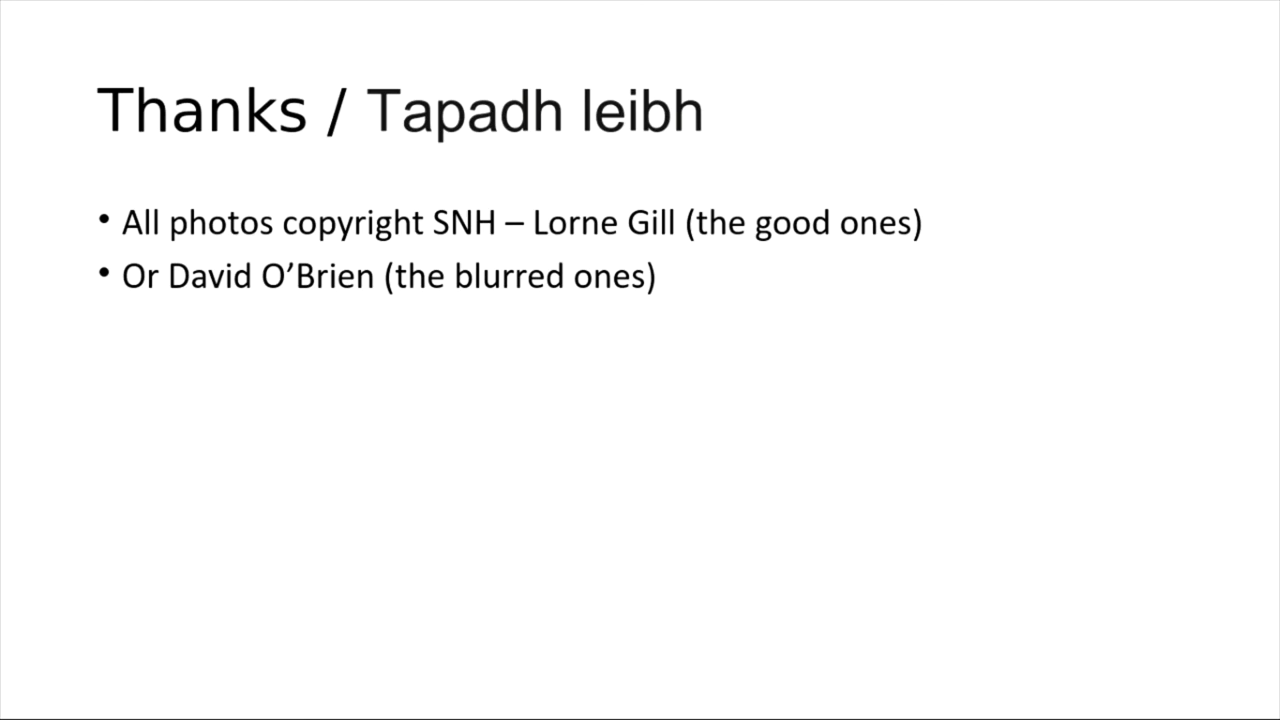 Thanks / Tapadh leibh
• All photos copyright SNH – Lorne Gill (the good ones)
• Or David O’Brien (the blurred ones)